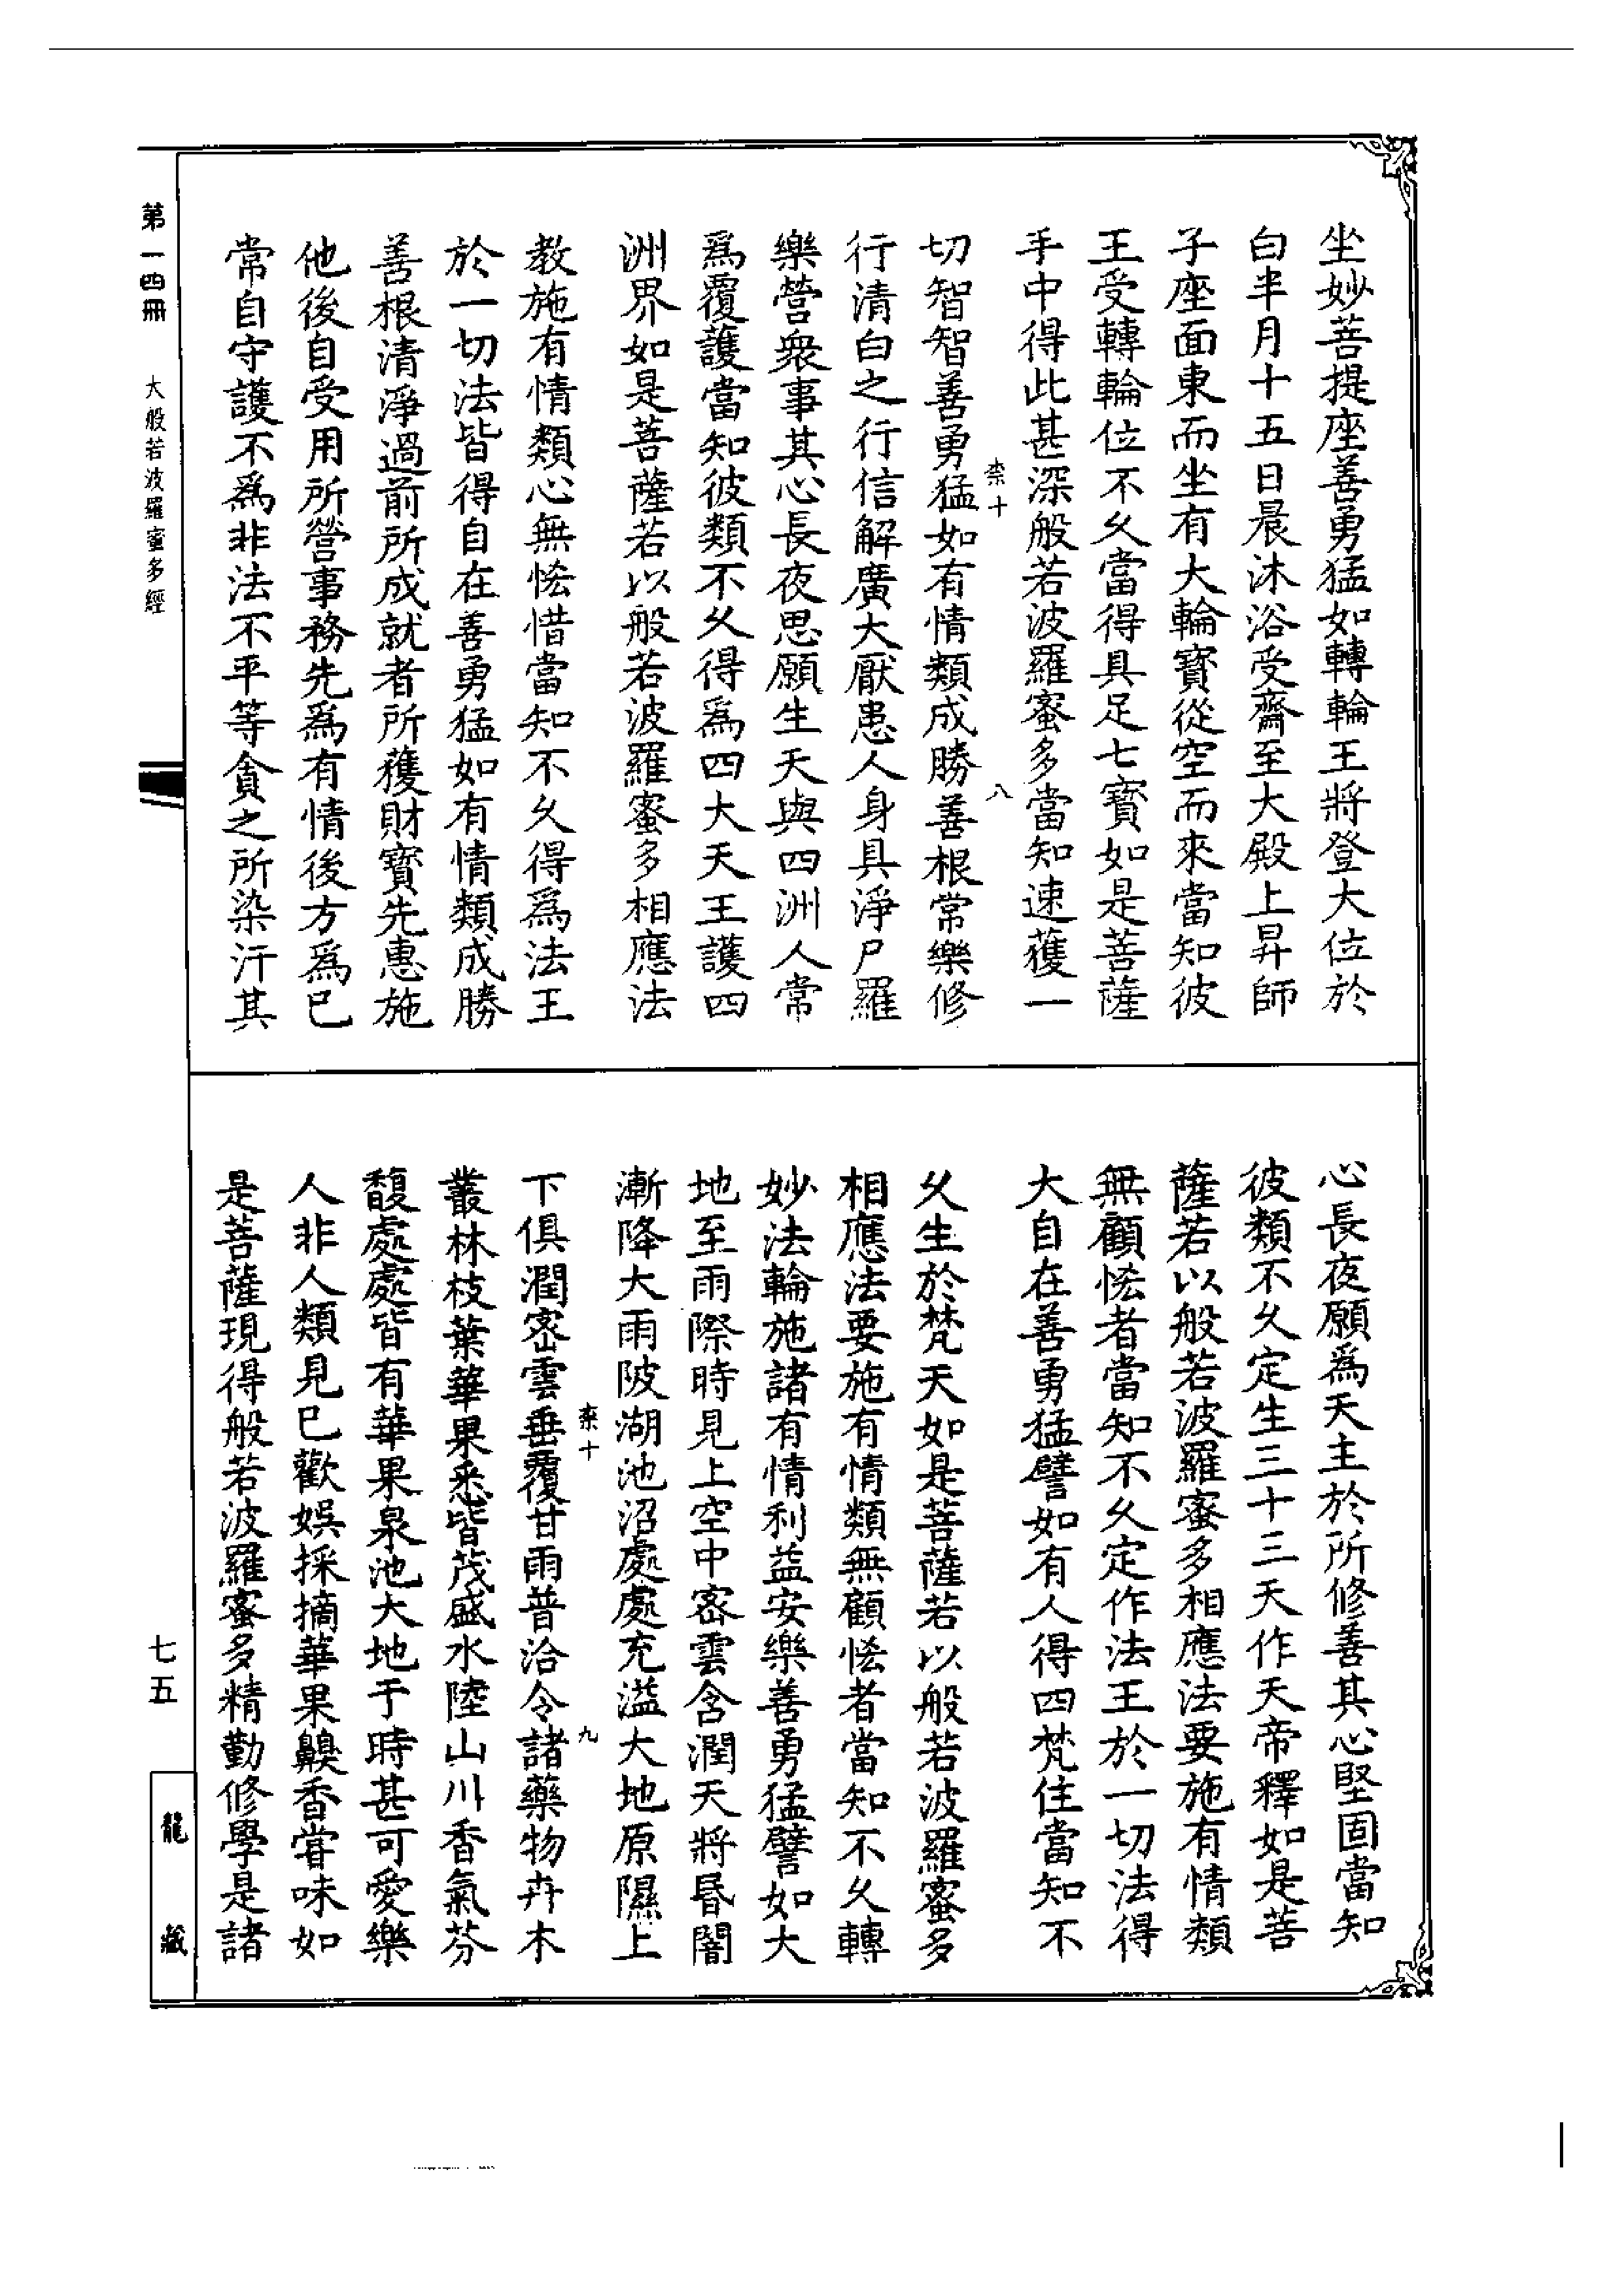 坐妙菩提座善勇猛如轉輪王將登大位於
白半月十五日晨沐浴受齋至大殿上昇師
子座面東而坐有大輪寶從空而來當知彼
王受轉輪位不久當得具足七寶如是菩薩
手中得此甚深般若波羅蜜多當知速獲一
柰十
八
切智智善勇猛如有情類成勝善根常樂修
行清白之行信解廣大厭患人身具淨尸羅
樂營衆事其心長夜思願生天與四洲人常
爲覆護當知彼類不久得爲四大天王護四
洲界如是菩薩若以般若波羅蜜多相應法
教施有情類心無恡惜當知不久得爲法王
於一切法皆得自在善勇猛如有情類成勝
善根清淨過前所成就者所獲財寶先惠施
他後自受用所營事務先爲有情後方爲已
常自守護不爲非法不平等貪之所染汙其
心長夜願爲天主於所修善其心堅固當知
彼類不久定生三十三天作天帝釋如是菩
薩若以般若波羅蜜多相應法要施有情類
無顧恡者當知不久定作法王於一切法得
大自在善勇猛譬如有人得四梵住當知不
久生於梵天如是菩薩若以般若波羅蜜多
相應法要施有情類無顧恡者當知不久轉
妙法輪施諸有情利益安樂善勇猛譬如大
地至雨際時見上空中密雲含潤天將昏闇
漸降大雨陂湖池沼處處充溢大地原隰上
柰十
九
下俱潤密雲垂覆甘雨普洽令諸藥物卉木
叢林枝葉華果悉皆茂盛水陸山川香氣芬
馥處處皆有華果泉池大地于時甚可愛樂
人非人類見已歡娛採摘華果齅香甞味如
是菩薩現得般若波羅蜜多精勤修學是諸
第一四冊
大般若波羅蜜多經
七五
龍藏